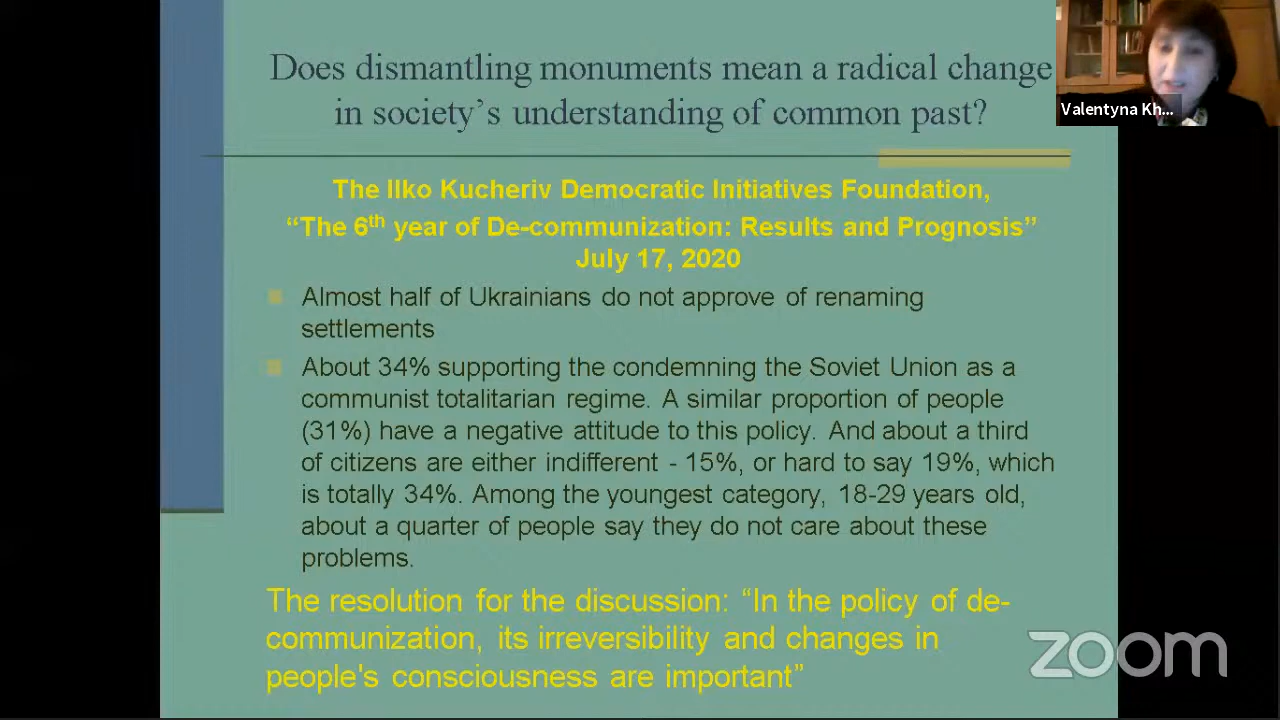 Does dismantling monuments mean a radical change
in society's understanding of common past?
Valentyna Kh...
The Ilko Kucheriv Democratic Initiatives Foundation,
“The 6th year of De-communization: Results and Prognosis”
July 17, 2020
Almost half of Ukrainians do not approve of renaming
settlements
About 34% supporting the condemning the Soviet Union as a
communist totalitarian regime. A similar proportion of people
(31%) have a negative attitude to this policy. And about a third
of citizens are either indifferent - 15%, or hard to say 19%, which
is totally 34%. Among the youngest category, 18-29 years old,
about a quarter of people say they do not care about these
problems.
The resolution for the discussion: “In the policy of de-
communization, its irreversibility and changes in
people's consciousness are important”
zoom